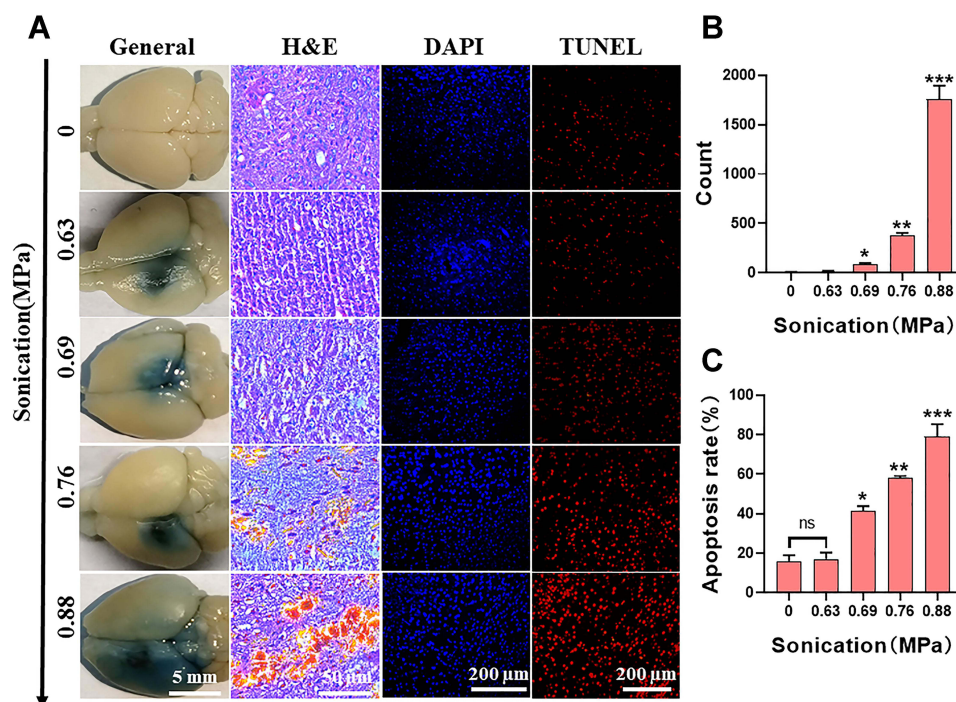 A
General H&E DAPI TUNEL
Sonication(MPa)
0
0.63
0.69
0.76
0.88
5 mm
50 μm
200 μm
200 μm
B
2000
1500
1000
500
0
Count
*
**
***
0 0.63 0.69 0.76 0.88
Sonication(MPa)
C
100
80
60
40
20
0
Apoptosis rate(%)
ns
*
**
***
0 0.63 0.69 0.76 0.88
Sonication(MPa)